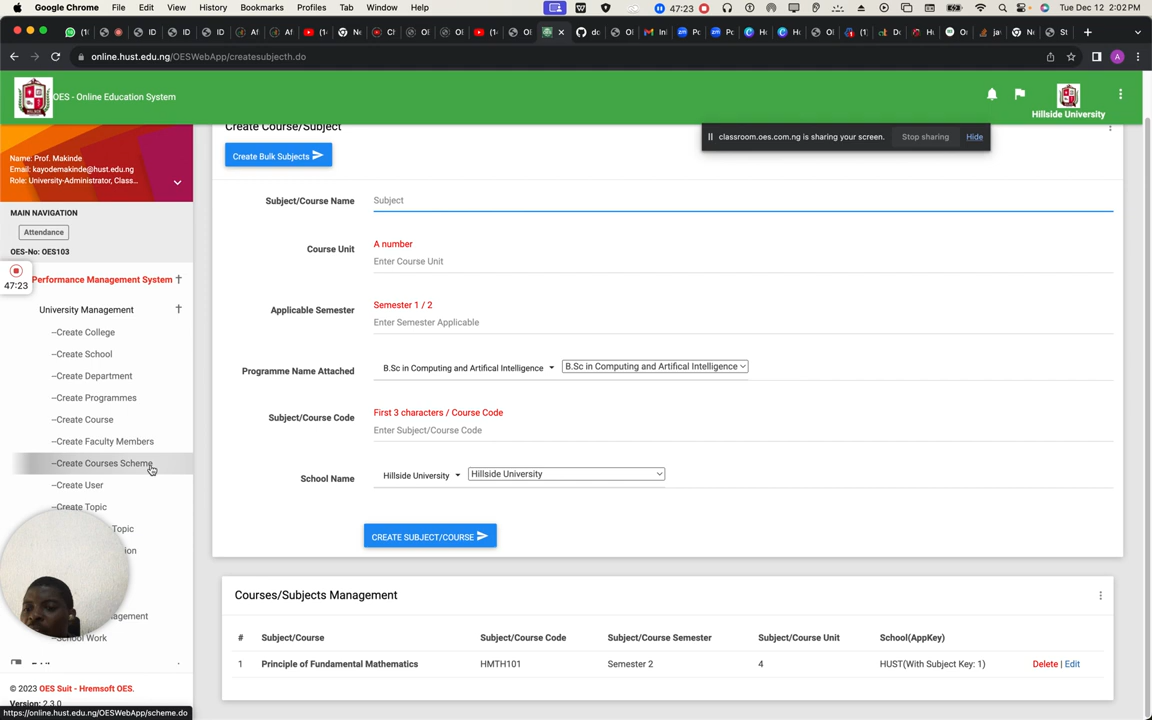 Google Chrome File Edit View History Bookmarks Profiles Tab Window Help 47:23 Tue Dec 12 2:02 PM
online.hust.edu.ng/OESWebApp/createsubjecth.do
OES - Online Education System
Hillside University
classroom.oes.com.ng is sharing your screen. Stop sharing Hide
Name: Prof. Makinde
Email: kayodemakinde@hust.edu.ng
Role: University-Administrator, Class...
MAIN NAVIGATION
Attendance
OES-No: OES103
47:23
Performance Management System
University Management
--Create College
--Create School
--Create Department
--Create Programmes
--Create Course
--Create Faculty Members
--Create Courses Scheme
--Create User
--Create Topic
Topic
ion
agement
School Work
© 2023 OES Suit - Hremsoft OES.
Version: 2.3.0
https://online.hust.edu.ng/OESWebApp/scheme.do
Create Course/Subject
Create Bulk Subjects
Subject/Course Name Subject
Course Unit A number
Enter Course Unit
Applicable Semester Semester 1 / 2
Enter Semester Applicable
Programme Name Attached B.Sc in Computing and Artifical Intelligence B.Sc in Computing and Artifical Intelligence
Subject/Course Code First 3 characters / Course Code
Enter Subject/Course Code
School Name Hillside University Hillside University
CREATE SUBJECT/COURSE
Courses/Subjects Management
# Subject/Course Subject/Course Code Subject/Course Semester Subject/Course Unit School(AppKey)
1 Principle of Fundamental Mathematics HMTH101 Semester 2 4 HUST(With Subject Key: 1) Delete | Edit